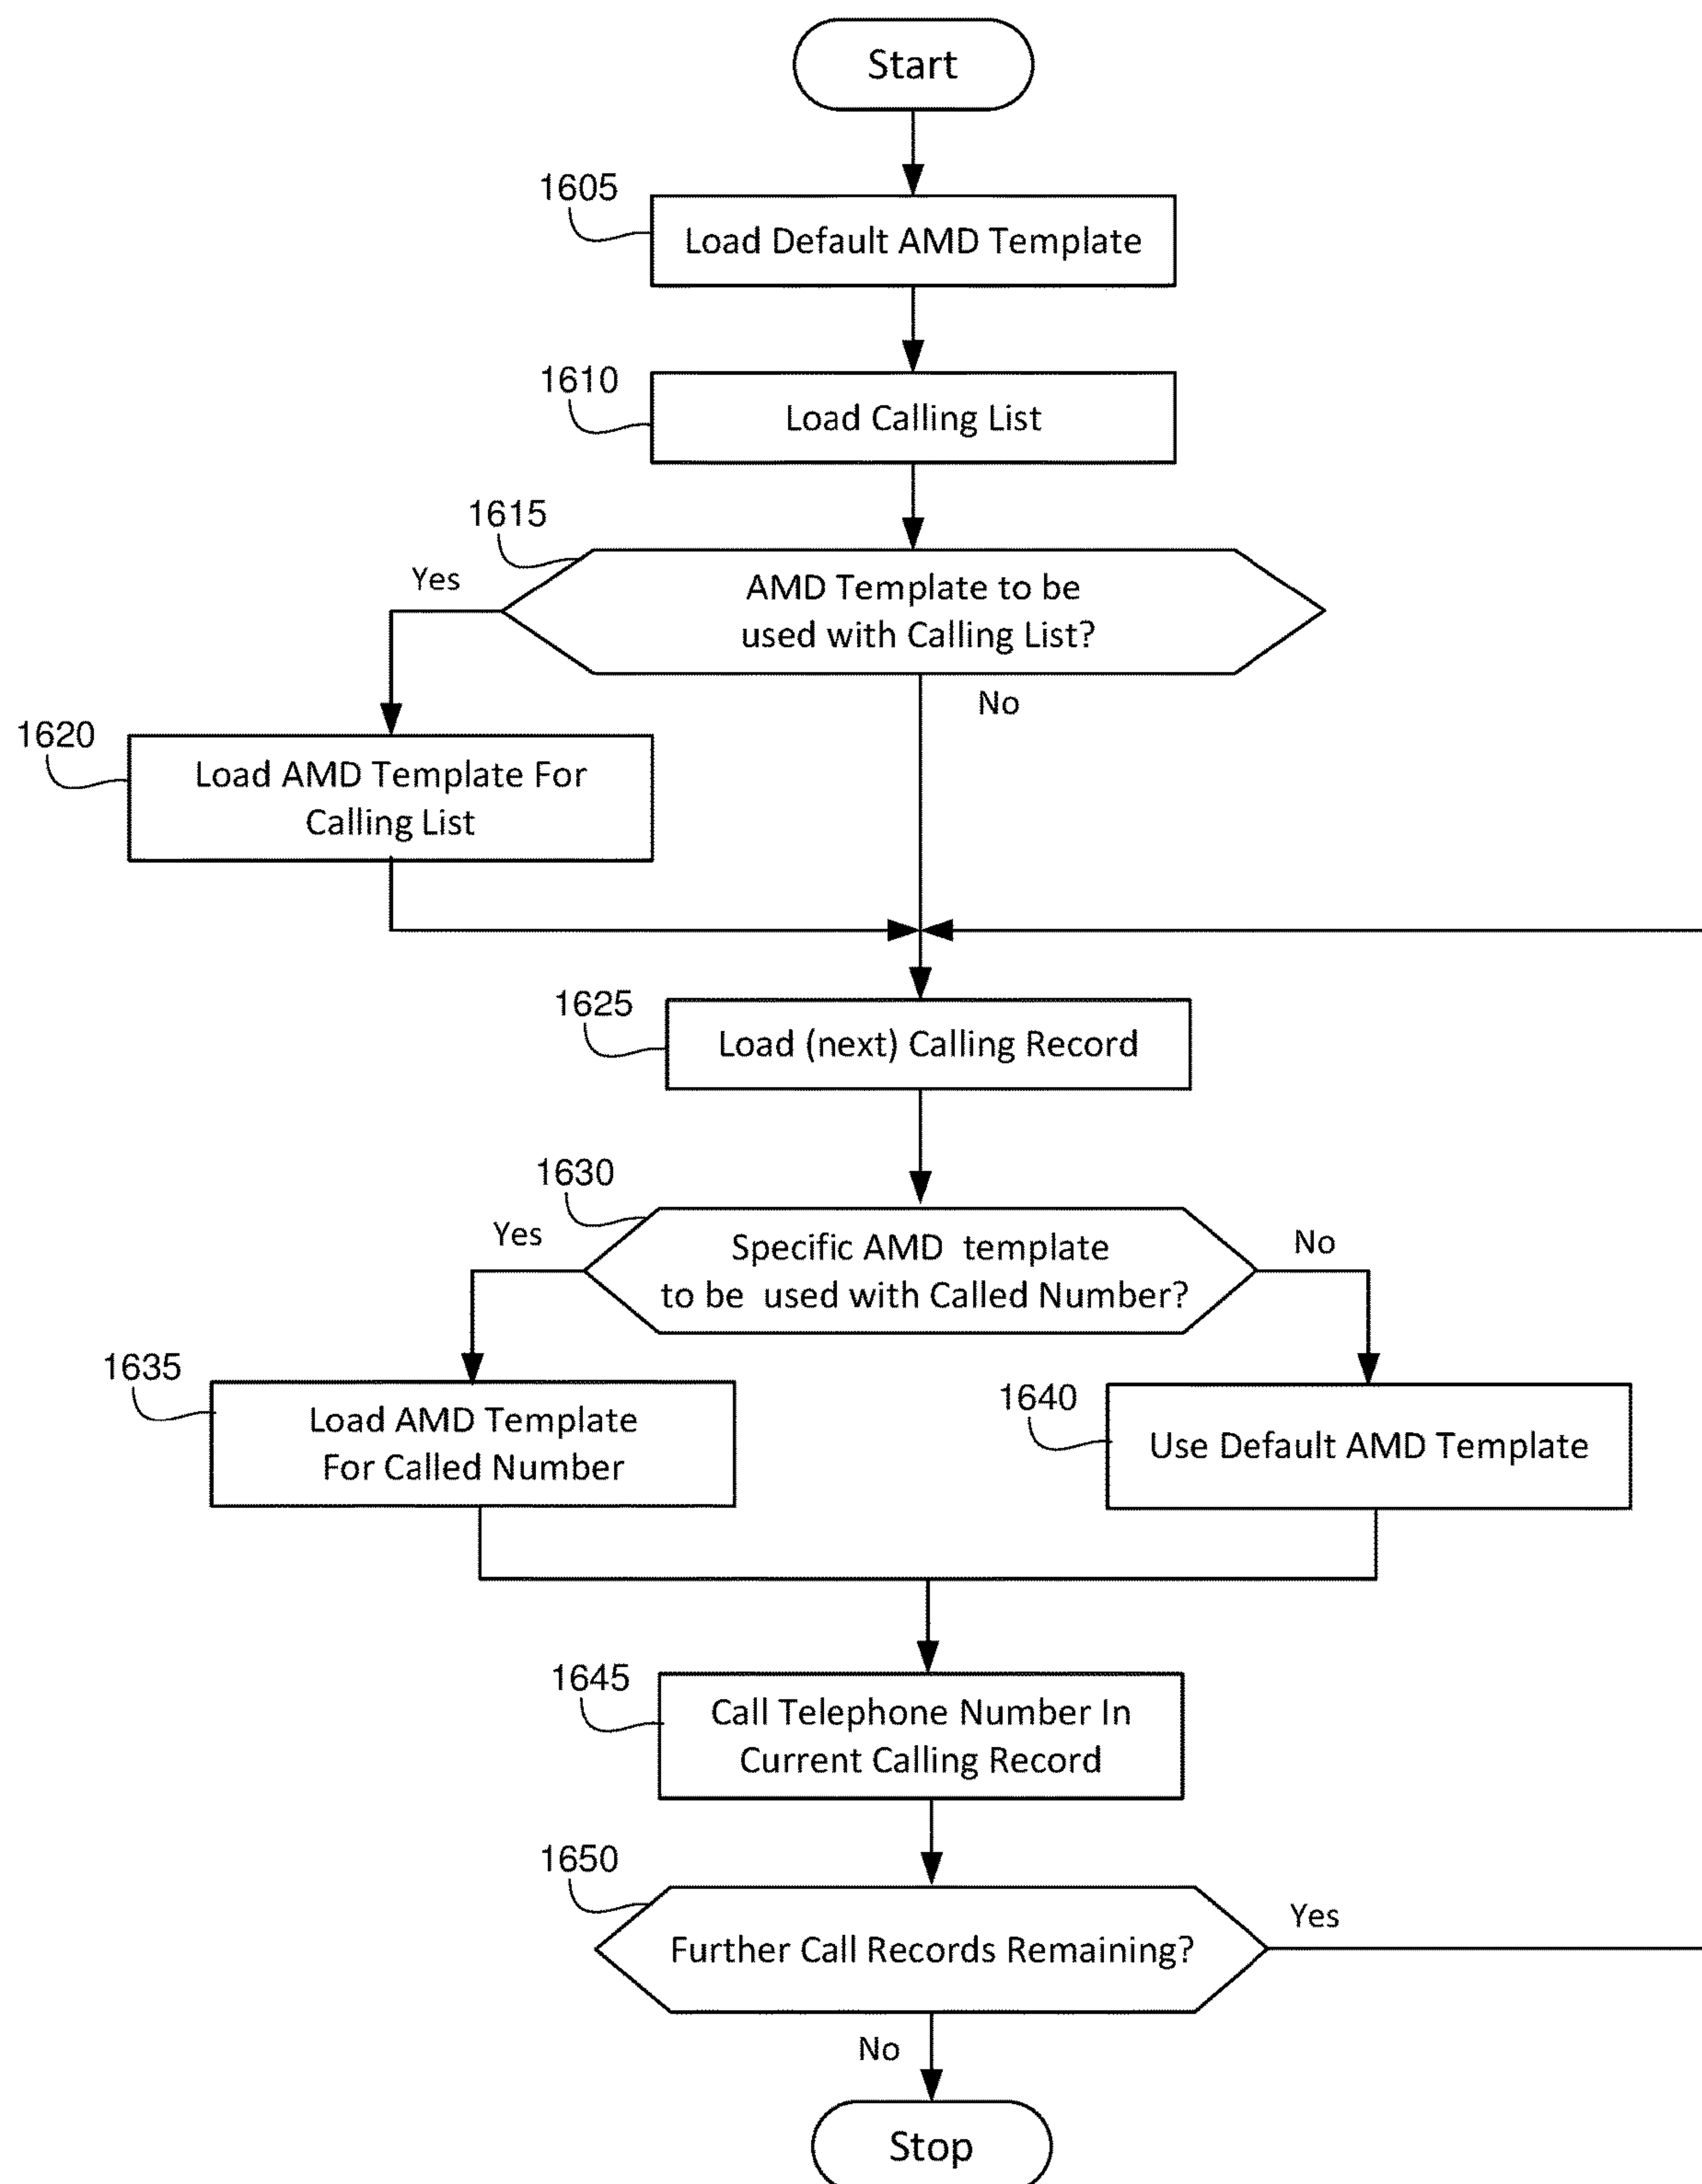 Start
1605
Load Default AMD Template
1610
Load Calling List
1615
Yes
AMD Template to be
used with Calling List?
No
1620
Load AMD Template For
Calling List
1625
Load (next) Calling Record
1630
Yes
Specific AMD template
to be used with Called Number?
No
1635
Load AMD Template
For Called Number
1640
Use Default AMD Template
1645
Call Telephone Number In
Current Calling Record
1650
Further Call Records Remaining?
Yes
No
Stop